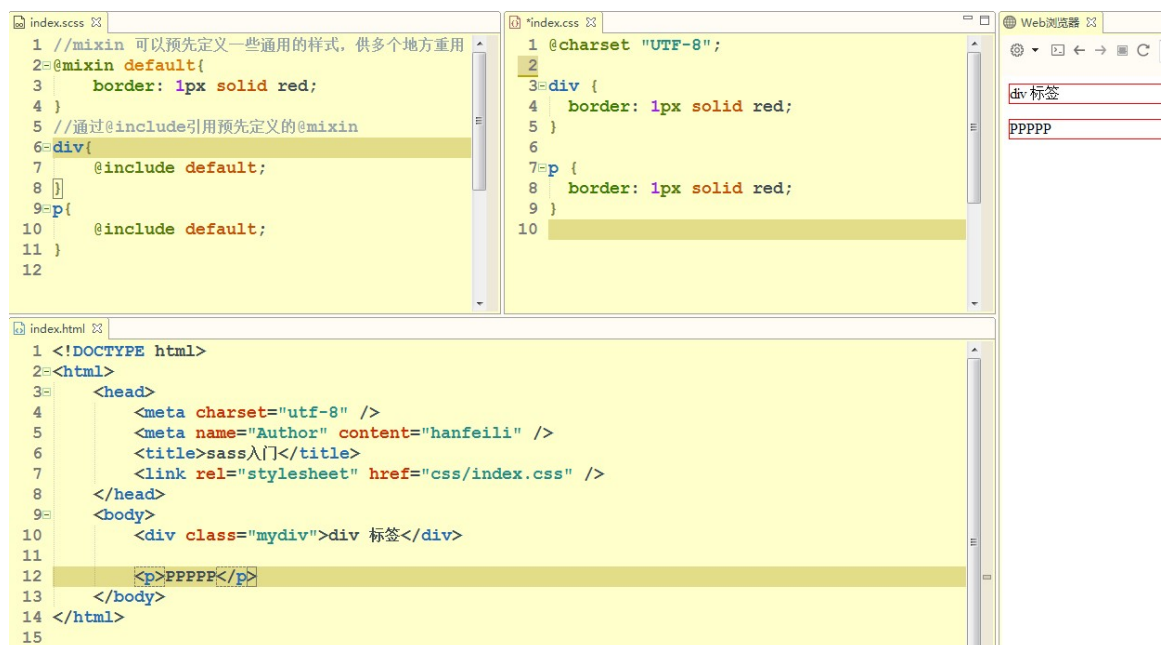 index.scss
1 //mixin 可以预先定义一些通用的样式，供多个地方重用
2 @mixin default{
3     border: 1px solid red;
4 }
5 //通过@include引用预先定义的@mixin
6 div{
7     @include default;
8 }
9 p{
10     @include default;
11 }
12
*index.css
1 @charset "UTF-8";
2
3 div {
4   border: 1px solid red;
5 }
6
7 p {
8   border: 1px solid red;
9 }
10
Web浏览器
div 标签
PPPPP
index.html
1 <!DOCTYPE html>
2 <html>
3     <head>
4         <meta charset="utf-8" />
5         <meta name="Author" content="hanfeili" />
6         <title>sass入门</title>
7         <link rel="stylesheet" href="css/index.css" />
8     </head>
9     <body>
10         <div class="mydiv">div 标签</div>
11
12         <p>PPPPP</p>
13     </body>
14 </html>
15